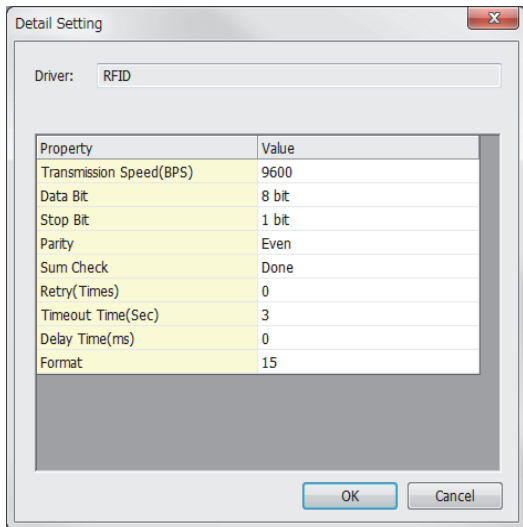 Detail Setting
Driver: RFID
Property Value
Transmission Speed(BPS) 9600
Data Bit 8 bit
Stop Bit 1 bit
Parity Even
Sum Check Done
Retry(Times) 0
Timeout Time(Sec) 3
Delay Time(ms) 0
Format 15
OK Cancel